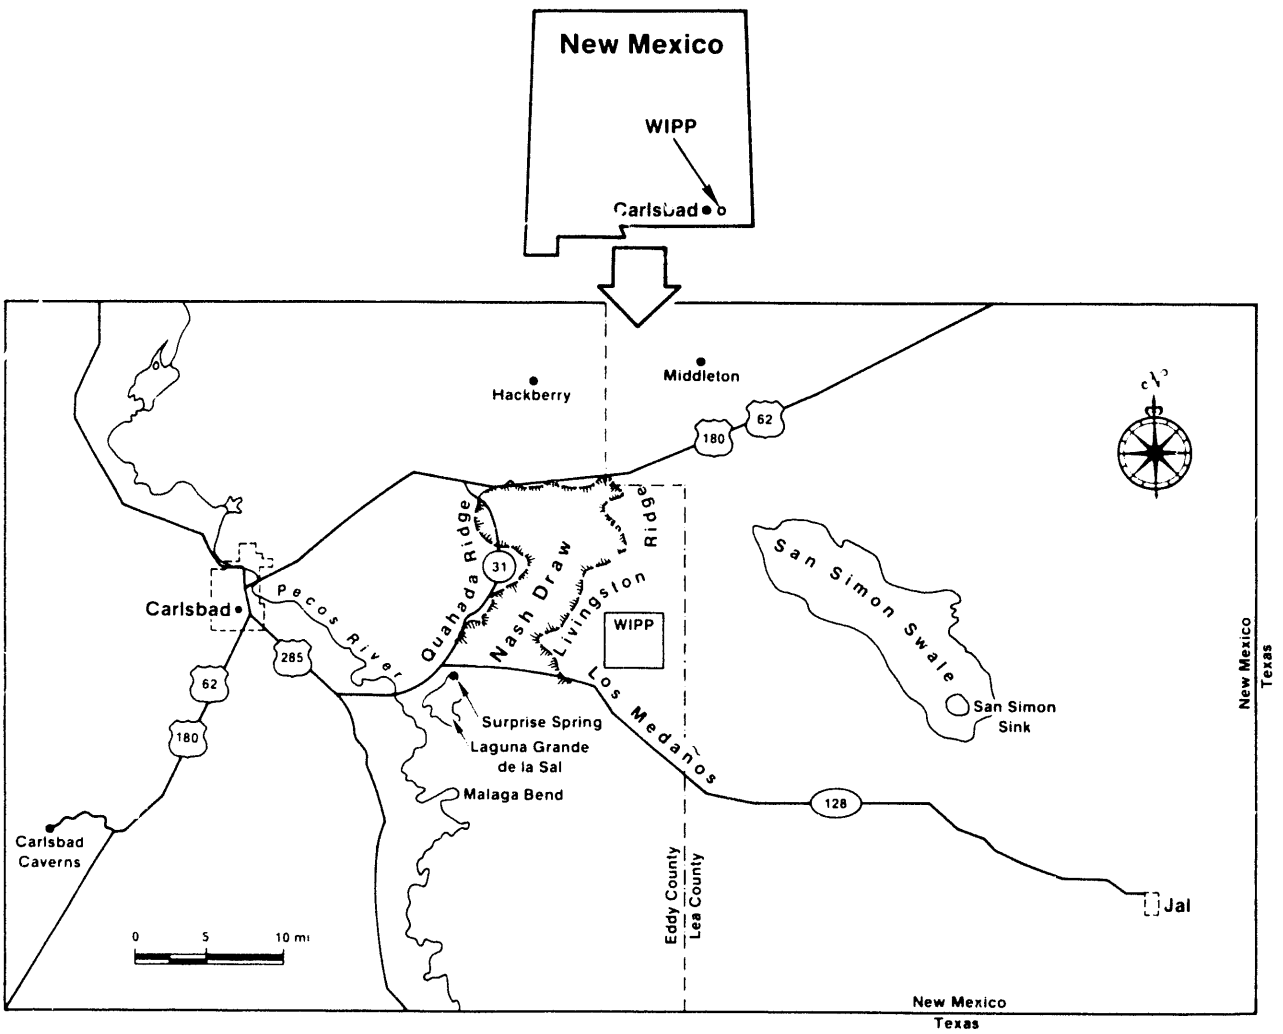 New Mexico
WIPP
Carlsbad
Hackberry
Middleton
180
62
N
Quahada Ridge
31
Nash Draw
Livingston
Ridge
WIPP
San Simon Swale
San Simon
Sink
Pecos River
Carlsbad
285
62
180
Surprise Spring
Laguna Grande
de la Sal
Malaga Bend
Los Medaños
128
Carlsbad
Caverns
Eddy County
Lea County
Jal
New Mexico
Texas
0 5 10 mi
New Mexico
Texas